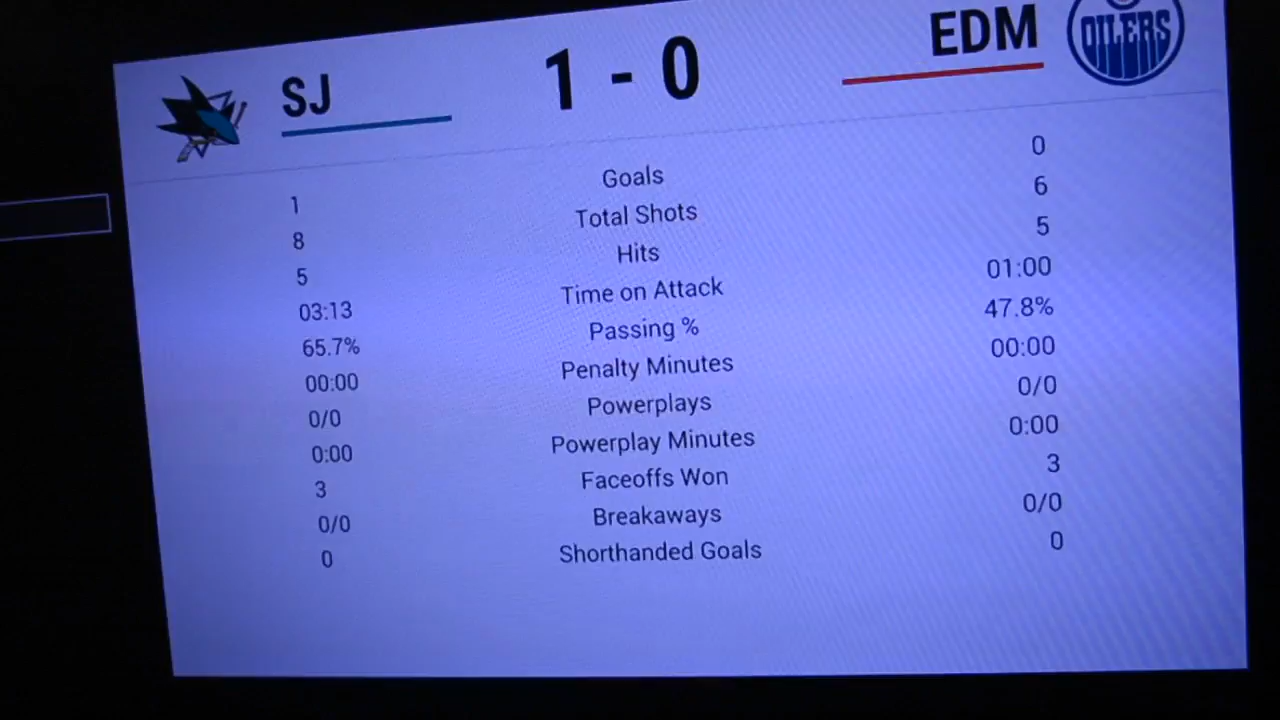 SJ 1 - 0 EDM OILERS
1 Goals 0
8 Total Shots 6
5 Hits 5
03:13 Time on Attack 01:00
65.7% Passing % 47.8%
00:00 Penalty Minutes 00:00
0/0 Powerplays 0/0
0:00 Powerplay Minutes 0:00
3 Faceoffs Won 3
0/0 Breakaways 0/0
0 Shorthanded Goals 0